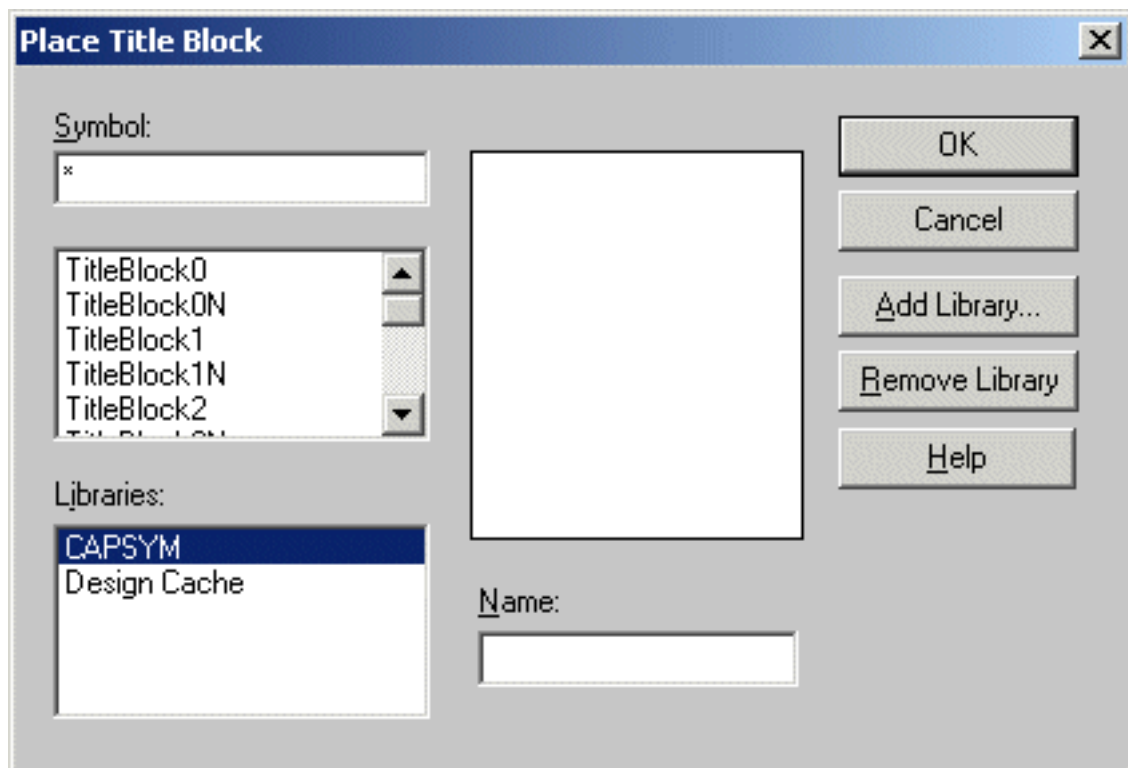 Place Title Block
Symbol:
*
TitleBlock0
TitleBlock0N
TitleBlock1
TitleBlock1N
TitleBlock2
Libraries:
CAPSYM
Design Cache
Name:
OK
Cancel
Add Library...
Remove Library
Help